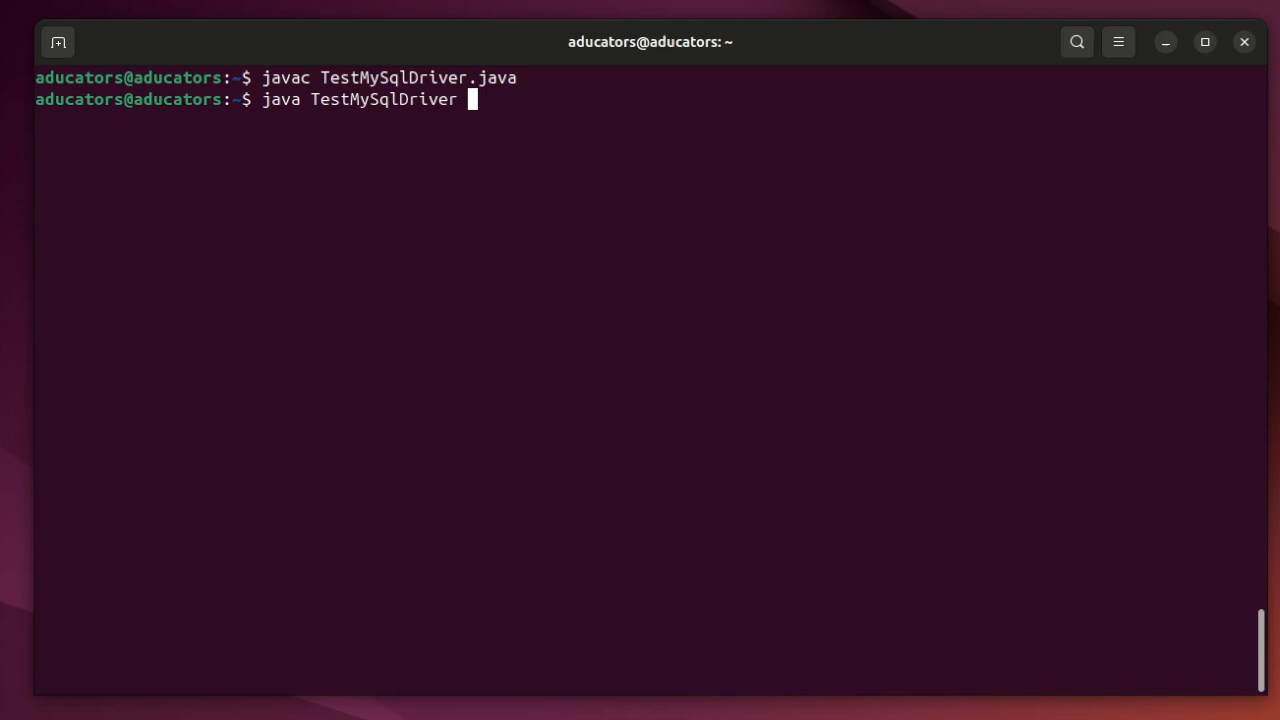 aducators@aducators: ~
aducators@aducators:~$ javac TestMySqlDriver.java
aducators@aducators:~$ java TestMySqlDriver